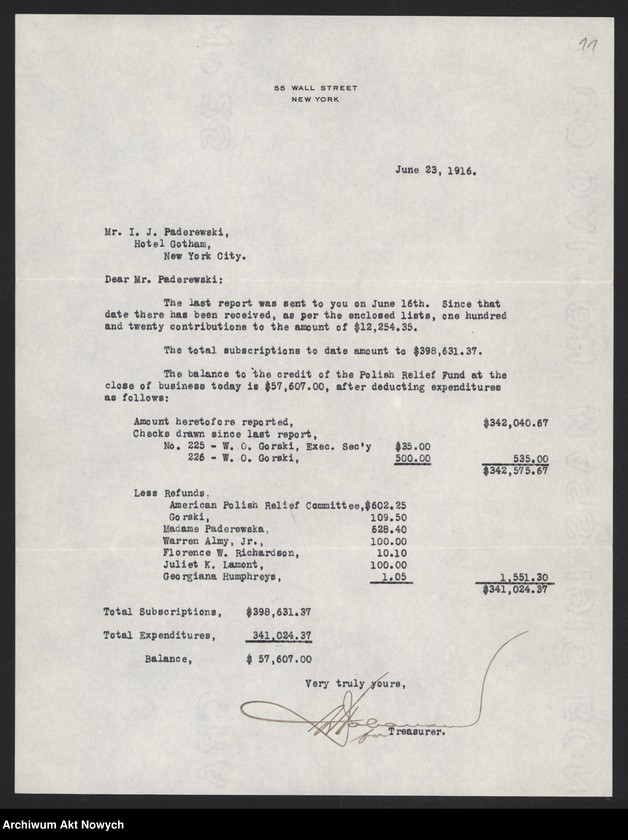 11
55 WALL STREET
NEW YORK
June 23, 1916.
Mr. I. J. Paderewski,
Hotel Gotham,
New York City.
Dear Mr. Paderewski:
The last report was sent to you on June 16th. Since that
date there has been received, as per the enclosed lists, one hundred
and twenty contributions to the amount of $12,254.35.
The total subscriptions to date amount to $398,631.37.
The balance to the credit of the Polish Relief Fund at the
close of business today is $57,607.00, after deducting expenditures
as follows:
Amount heretofore reported, $342,040.67
Checks drawn since last report,
No. 225 - W. O. Gorski, Exec. Sec'y $35.00
226 - W. O. Gorski, 500.00 535.00
$342,575.67
Less Refunds.
American Polish Relief Committee,$602.25
Gorski, 109.50
Madame Paderewska, 628.40
Warren Almy, Jr., 100.00
Florence W. Richardson, 10.10
Juliet K. Lamont, 100.00
Georgiana Humphreys, 1.05 1,551.30
$341,024.37
Total Subscriptions, $398,631.37
Total Expenditures, 341,024.37
Balance, $ 57,607.00
Very truly yours,
for Treasurer.
Archiwum Akt Nowych